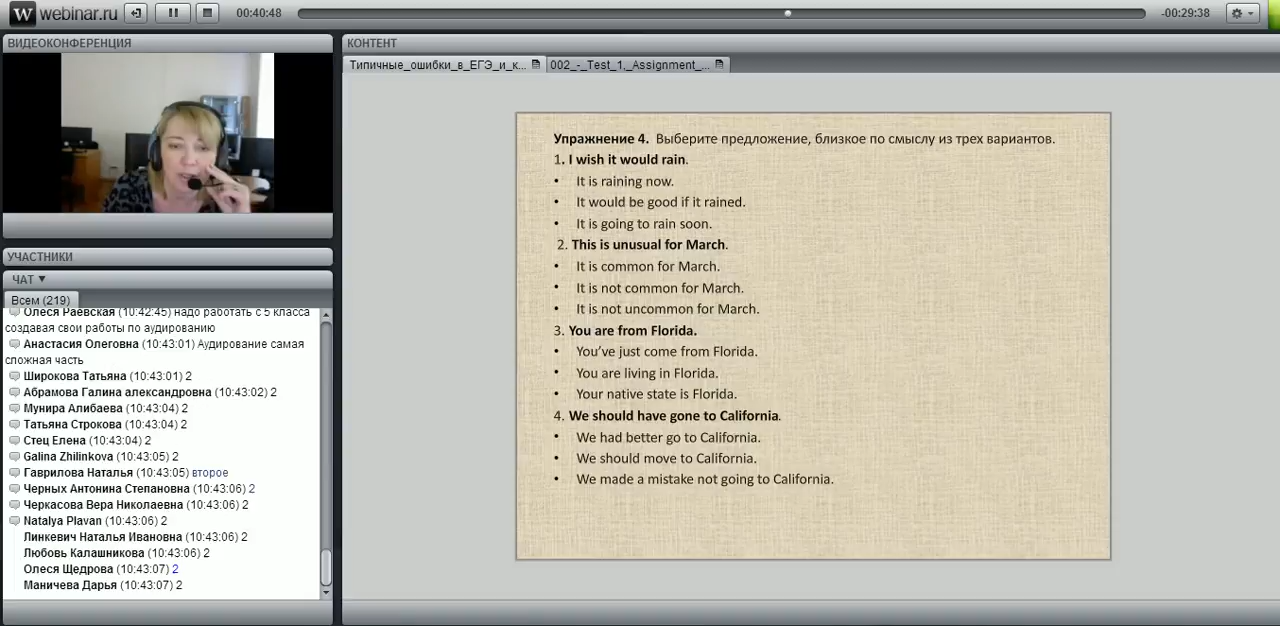 W webinar.ru 00:40:48 -00:29:38
ВИДЕОКОНФЕРЕНЦИЯ
УЧАСТНИКИ
ЧАТ ▼
Всем (219)
Олеся Раевская (10:42:45) надо работать с 5 класса
создавая свои работы по аудированию
Анастасия Олеговна (10:43:01) Аудирование самая
сложная часть
Широкова Татьяна (10:43:01) 2
Абрамова Галина александровна (10:43:02) 2
Мунира Алибаева (10:43:04) 2
Татьяна Строкова (10:43:04) 2
Стец Елена (10:43:04) 2
Galina Zhilinkova (10:43:05) 2
Гаврилова Наталья (10:43:05) второе
Черных Антонина Степановна (10:43:06) 2
Черкасова Вера Николаевна (10:43:06) 2
Natalya Plavan (10:43:06) 2
Линкевич Наталья Ивановна (10:43:06) 2
Любовь Калашникова (10:43:06) 2
Олеся Щедрова (10:43:07) 2
Маничева Дарья (10:43:07) 2
КОНТЕНТ
Типичные_ошибки_в_ЕГЭ_и_к... 002_-_Test_1,_Assignment_...
Упражнение 4. Выберите предложение, близкое по смыслу из трех вариантов.
1. I wish it would rain.
• It is raining now.
• It would be good if it rained.
• It is going to rain soon.
2. This is unusual for March.
• It is common for March.
• It is not common for March.
• It is not uncommon for March.
3. You are from Florida.
• You've just come from Florida.
• You are living in Florida.
• Your native state is Florida.
4. We should have gone to California.
• We had better go to California.
• We should move to California.
• We made a mistake not going to California.